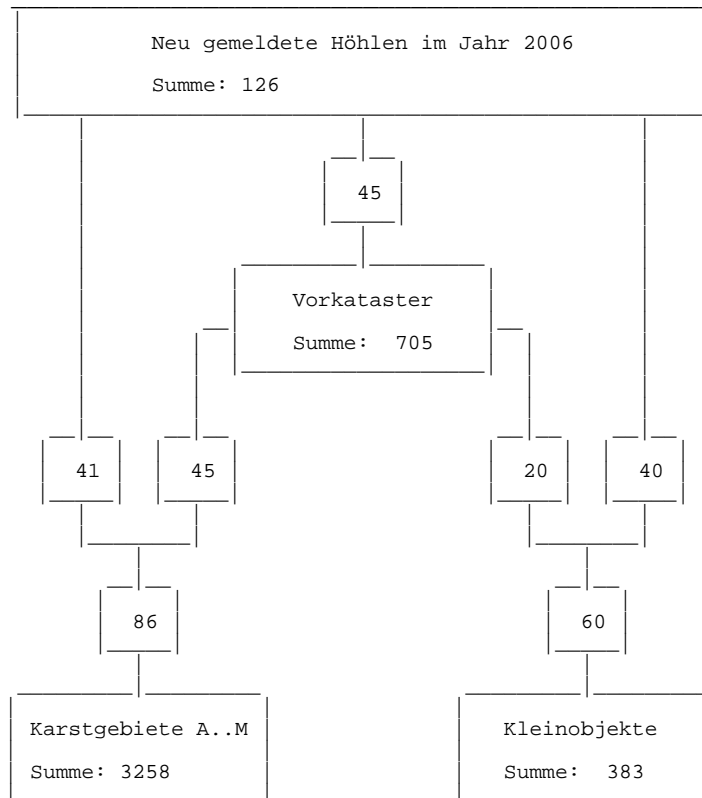 Neu gemeldete Höhlen im Jahr 2006
Summe: 126
45
Vorkataster
Summe: 705
41 45 20 40
86 60
Karstgebiete A..M Kleinobjekte
Summe: 3258 Summe: 383